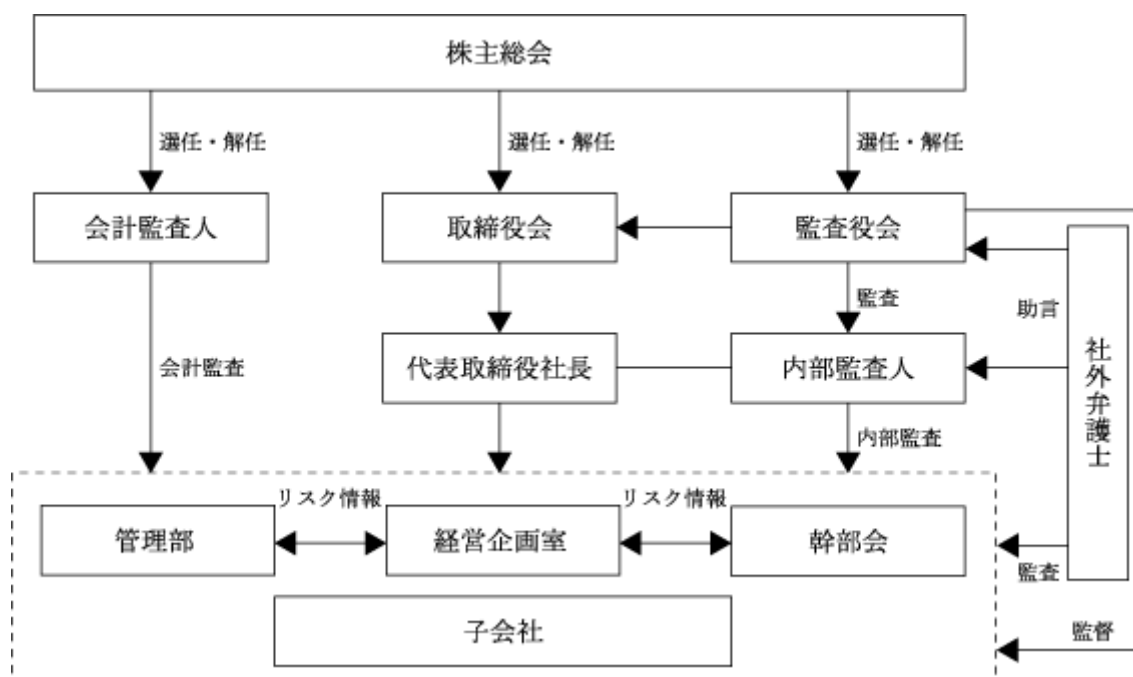 株主総会
選任・解任
選任・解任
選任・解任
会計監査人
取締役会
監査役会
監査
助言
会計監査
代表取締役社長
内部監査人
社外弁護士
内部監査
リスク情報
リスク情報
管理部
経営企画室
幹部会
監査
子会社
監督